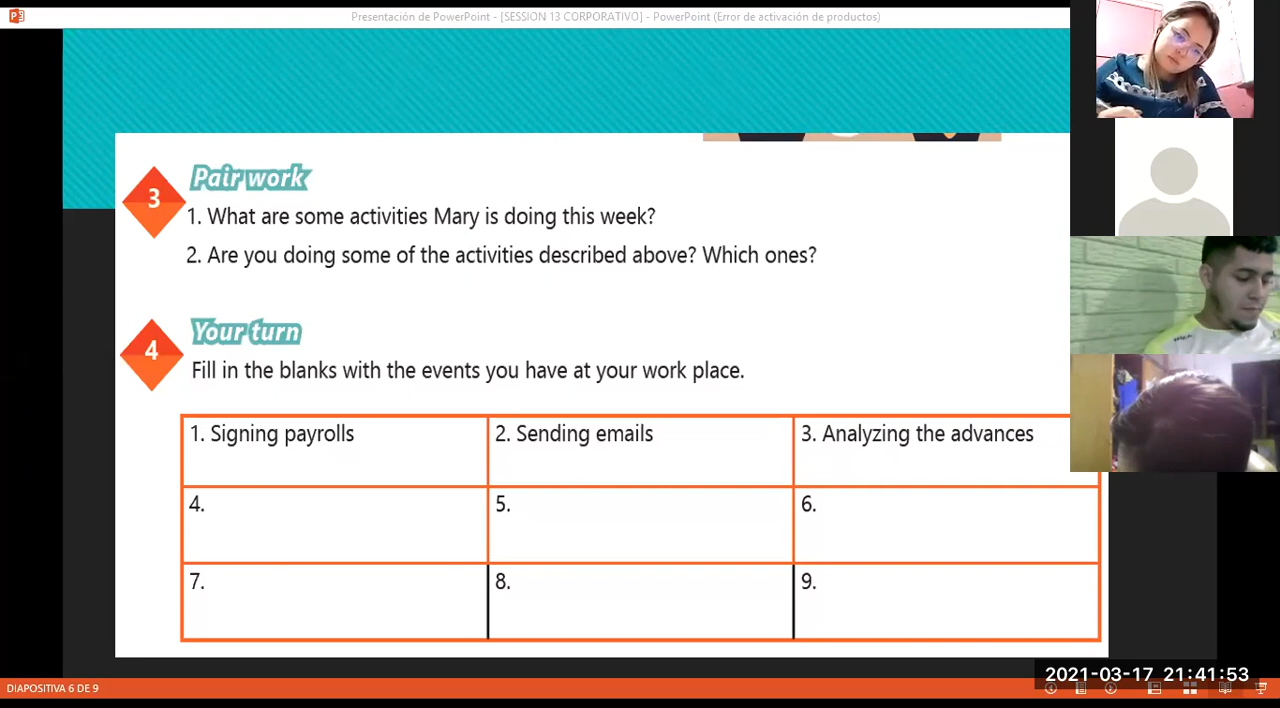 Presentación de PowerPoint - [SESSION 13 CORPORATIVO] - PowerPoint (Error de activación de productos)
3
Pair work
1. What are some activities Mary is doing this week?
2. Are you doing some of the activities described above? Which ones?
4
Your turn
Fill in the blanks with the events you have at your work place.
1. Signing payrolls
2. Sending emails
3. Analyzing the advances
4.
5.
6.
7.
8.
9.
2021-03-17 21:41:53
DIAPOSITIVA 6 DE 9